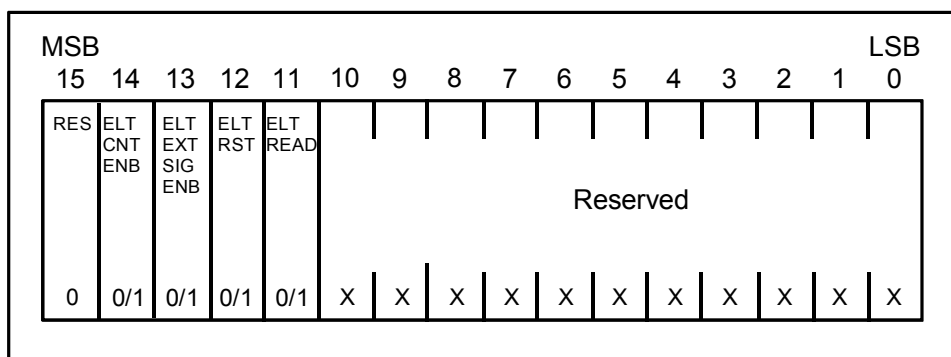 MSB LSB
15 14 13 12 11 10 9 8 7 6 5 4 3 2 1 0
RES ELT ELT ELT ELT
CNT EXT RST READ
ENB SIG
ENB
Reserved
0 0/1 0/1 0/1 0/1 X X X X X X X X X X X